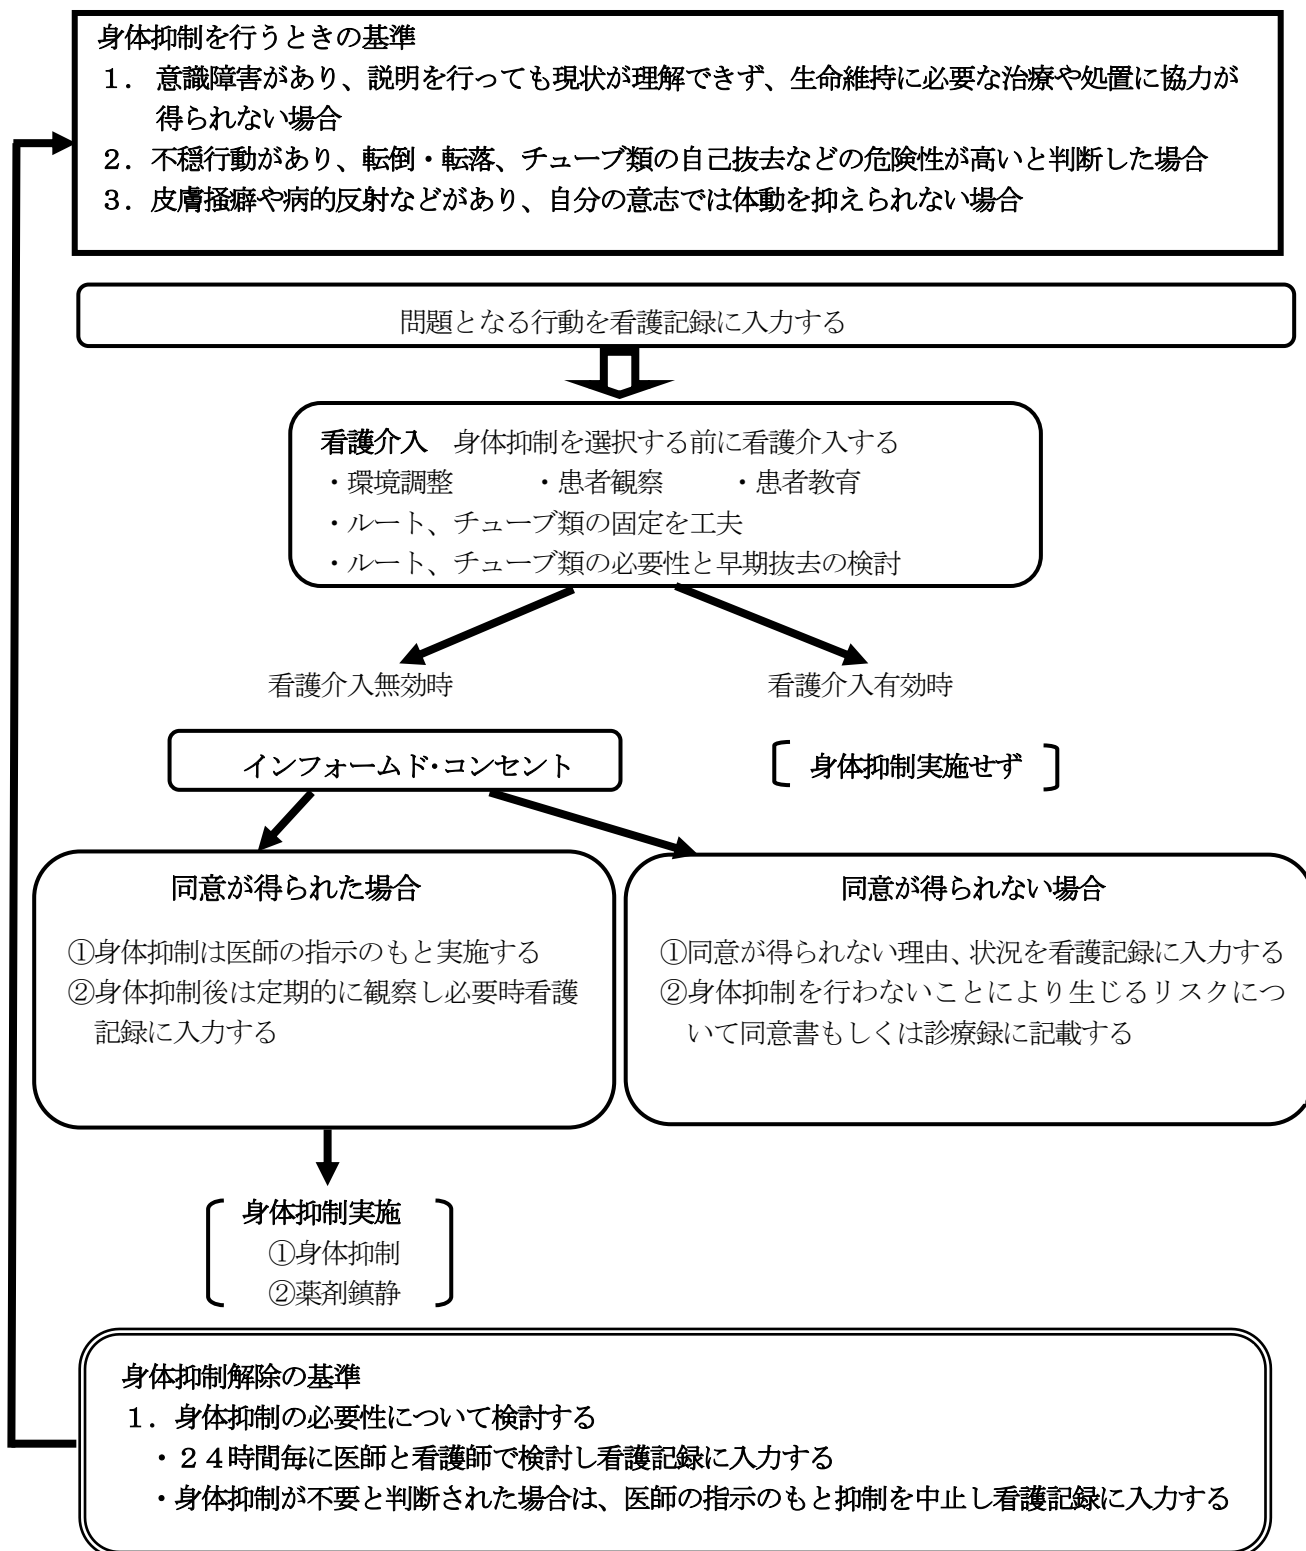 身体抑制を行うときの基準
１．意識障害があり、説明を行っても現状が理解できず、生命維持に必要な治療や処置に協力が
得られない場合
２．不穏行動があり、転倒・転落、チューブ類の自己抜去などの危険性が高いと判断した場合
３．皮膚掻癖や病的反射などがあり、自分の意志では体動を抑えられない場合
問題となる行動を看護記録に入力する
看護介入　身体抑制を選択する前に看護介入する
・環境調整　・患者観察　・患者教育
・ルート、チューブ類の固定を工夫
・ルート、チューブ類の必要性と早期抜去の検討
看護介入無効時
看護介入有効時
インフォームド・コンセント
身体抑制実施せず
同意が得られた場合
①身体抑制は医師の指示のもと実施する
②身体抑制後は定期的に観察し必要時看護
記録に入力する
同意が得られない場合
①同意が得られない理由、状況を看護記録に入力する
②身体抑制を行わないことにより生じるリスクにつ
いて同意書もしくは診療録に記載する
身体抑制実施
①身体抑制
②薬剤鎮静
身体抑制解除の基準
１．身体抑制の必要性について検討する
・２４時間毎に医師と看護師で検討し看護記録に入力する
・身体抑制が不要と判断された場合は、医師の指示のもと抑制を中止し看護記録に入力する